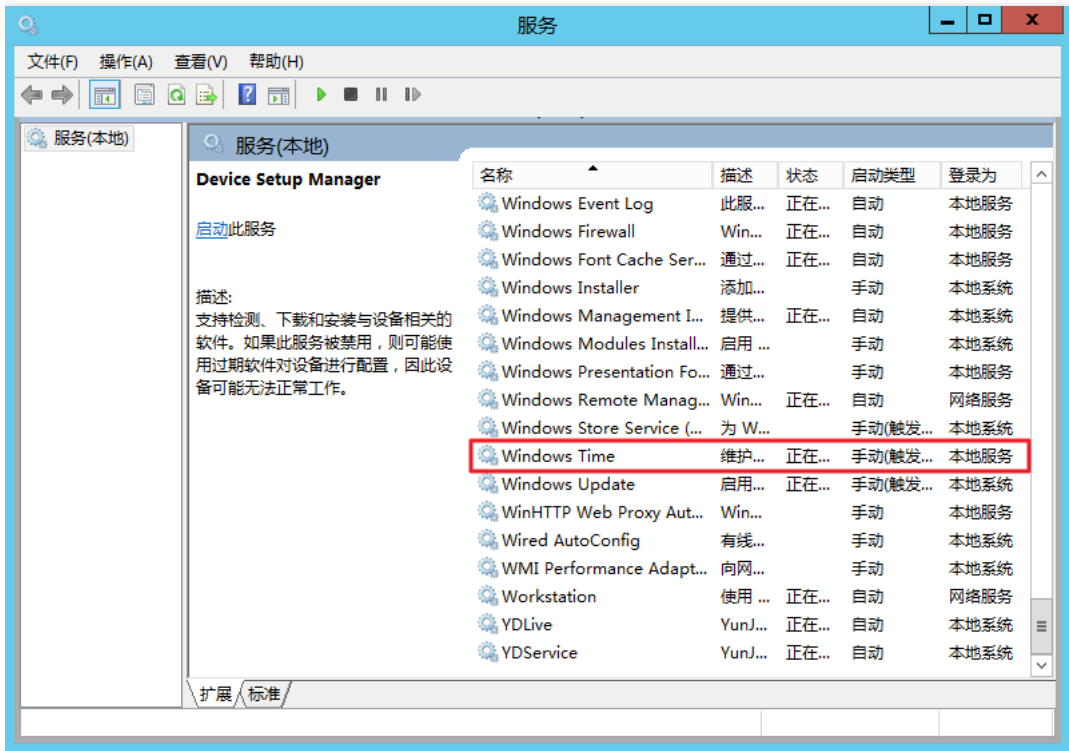 服务
文件(F) 操作(A) 查看(V) 帮助(H)
服务(本地)
服务(本地)
Device Setup Manager
启动此服务
描述:
支持检测、下载和安装与设备相关的
软件。如果此服务被禁用，则可能使
用过期软件对设备进行配置，因此设
备可能无法正常工作。
名称 描述 状态 启动类型 登录为
Windows Event Log 此服... 正在... 自动 本地服务
Windows Firewall Win... 正在... 自动 本地服务
Windows Font Cache Ser... 通过... 正在... 自动 本地服务
Windows Installer 添加... 手动 本地系统
Windows Management I... 提供... 正在... 自动 本地系统
Windows Modules Install... 启用 ... 手动 本地系统
Windows Presentation Fo... 通过... 手动 本地服务
Windows Remote Manag... Win... 正在... 自动 网络服务
Windows Store Service (... 为 W... 手动(触发... 本地系统
Windows Time 维护... 正在... 手动(触发... 本地服务
Windows Update 启用... 正在... 手动(触发... 本地系统
WinHTTP Web Proxy Aut... Win... 手动 本地服务
Wired AutoConfig 有线... 手动 本地系统
WMI Performance Adapt... 向网... 手动 本地系统
Workstation 使用 ... 正在... 自动 网络服务
YDLive YunJ... 正在... 自动 本地系统
YDService YunJ... 正在... 自动 本地系统
扩展 标准